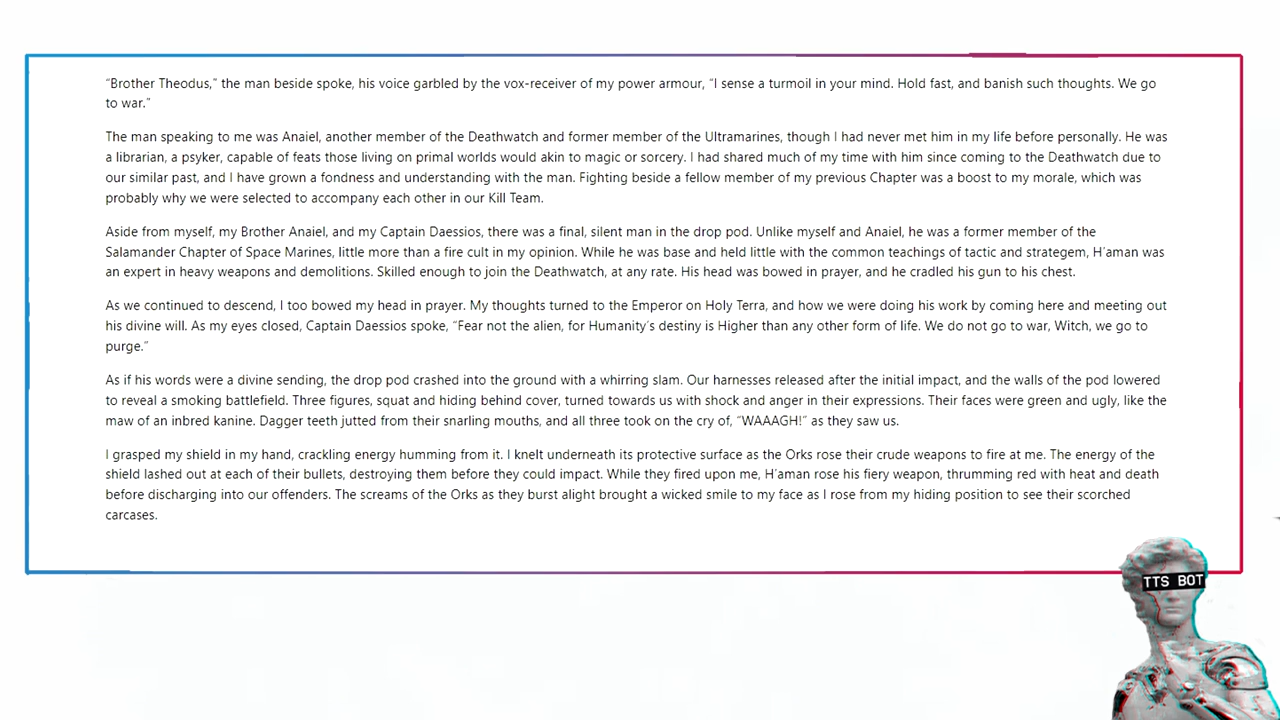 “Brother Theodus,” the man beside spoke, his voice garbled by the vox-receiver of my power armour, “I sense a turmoil in your mind. Hold fast, and banish such thoughts. We go
to war.”
The man speaking to me was Anaiel, another member of the Deathwatch and former member of the Ultramarines, though I had never met him in my life before personally. He was
a librarian, a psyker, capable of feats those living on primal worlds would akin to magic or sorcery. I had shared much of my time with him since coming to the Deathwatch due to
our similar past, and I have grown a fondness and understanding with the man. Fighting beside a fellow member of my previous Chapter was a boost to my morale, which was
probably why we were selected to accompany each other in our Kill Team.
Aside from myself, my Brother Anaiel, and my Captain Daessios, there was a final, silent man in the drop pod. Unlike myself and Anaiel, he was a former member of the
Salamander Chapter of Space Marines, little more than a fire cult in my opinion. While he was base and held little with the common teachings of tactic and strategem, H’aman was
an expert in heavy weapons and demolitions. Skilled enough to join the Deathwatch, at any rate. His head was bowed in prayer, and he cradled his gun to his chest.
As we continued to descend, I too bowed my head in prayer. My thoughts turned to the Emperor on Holy Terra, and how we were doing his work by coming here and meeting out
his divine will. As my eyes closed, Captain Daessios spoke, “Fear not the alien, for Humanity’s destiny is Higher than any other form of life. We do not go to war, Witch, we go to
purge.”
As if his words were a divine sending, the drop pod crashed into the ground with a whirring slam. Our harnesses released after the initial impact, and the walls of the pod lowered
to reveal a smoking battlefield. Three figures, squat and hiding behind cover, turned towards us with shock and anger in their expressions. Their faces were green and ugly, like the
maw of an inbred kanine. Dagger teeth jutted from their snarling mouths, and all three took on the cry of, “WAAAGH!” as they saw us.
I grasped my shield in my hand, crackling energy humming from it. I knelt underneath its protective surface as the Orks rose their crude weapons to fire at me. The energy of the
shield lashed out at each of their bullets, destroying them before they could impact. While they fired upon me, H’aman rose his fiery weapon, thrumming red with heat and death
before discharging into our offenders. The screams of the Orks as they burst alight brought a wicked smile to my face as I rose from my hiding position to see their scorched
carcases.
TTS BOT